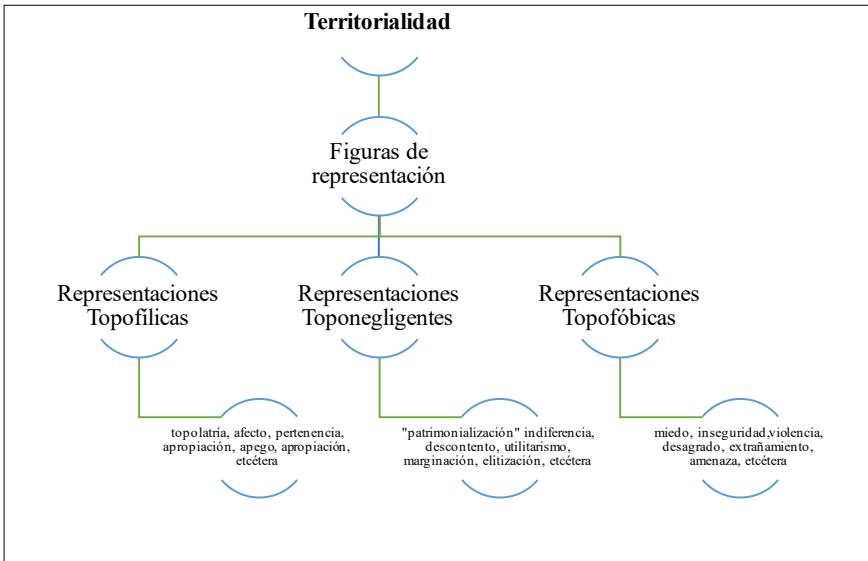 Territorialidad
Figuras de
representación
Representaciones
Topofílicas
Representaciones
Toponegligentes
Representaciones
Topofóbicas
topolatría, afecto, pertenencia,
apropiación, apego, apropiación,
etcétera
"patrimonialización" indiferencia,
descontento, utilitarismo,
marginación, elitización, etcétera
miedo, inseguridad,violencia,
desagrado, extrañamiento,
amenaza, etcétera